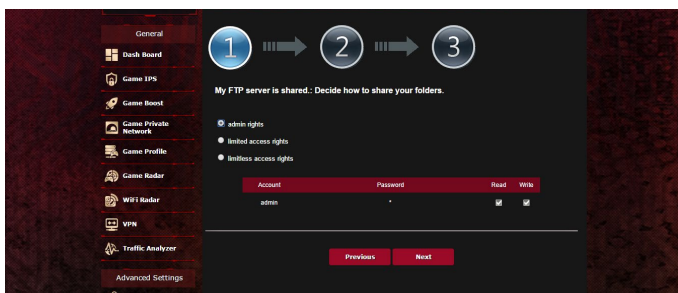 General
Dash Board
Game IPS
Game Boost
Game Private
Network
Game Profile
Game Radar
WiFi Radar
VPN
Traffic Analyzer
Advanced Settings
1
2
3
My FTP server is shared.: Decide how to share your folders.
admin rights
limited access rights
limitless access rights
Account Password Read Write
admin *
Previous Next